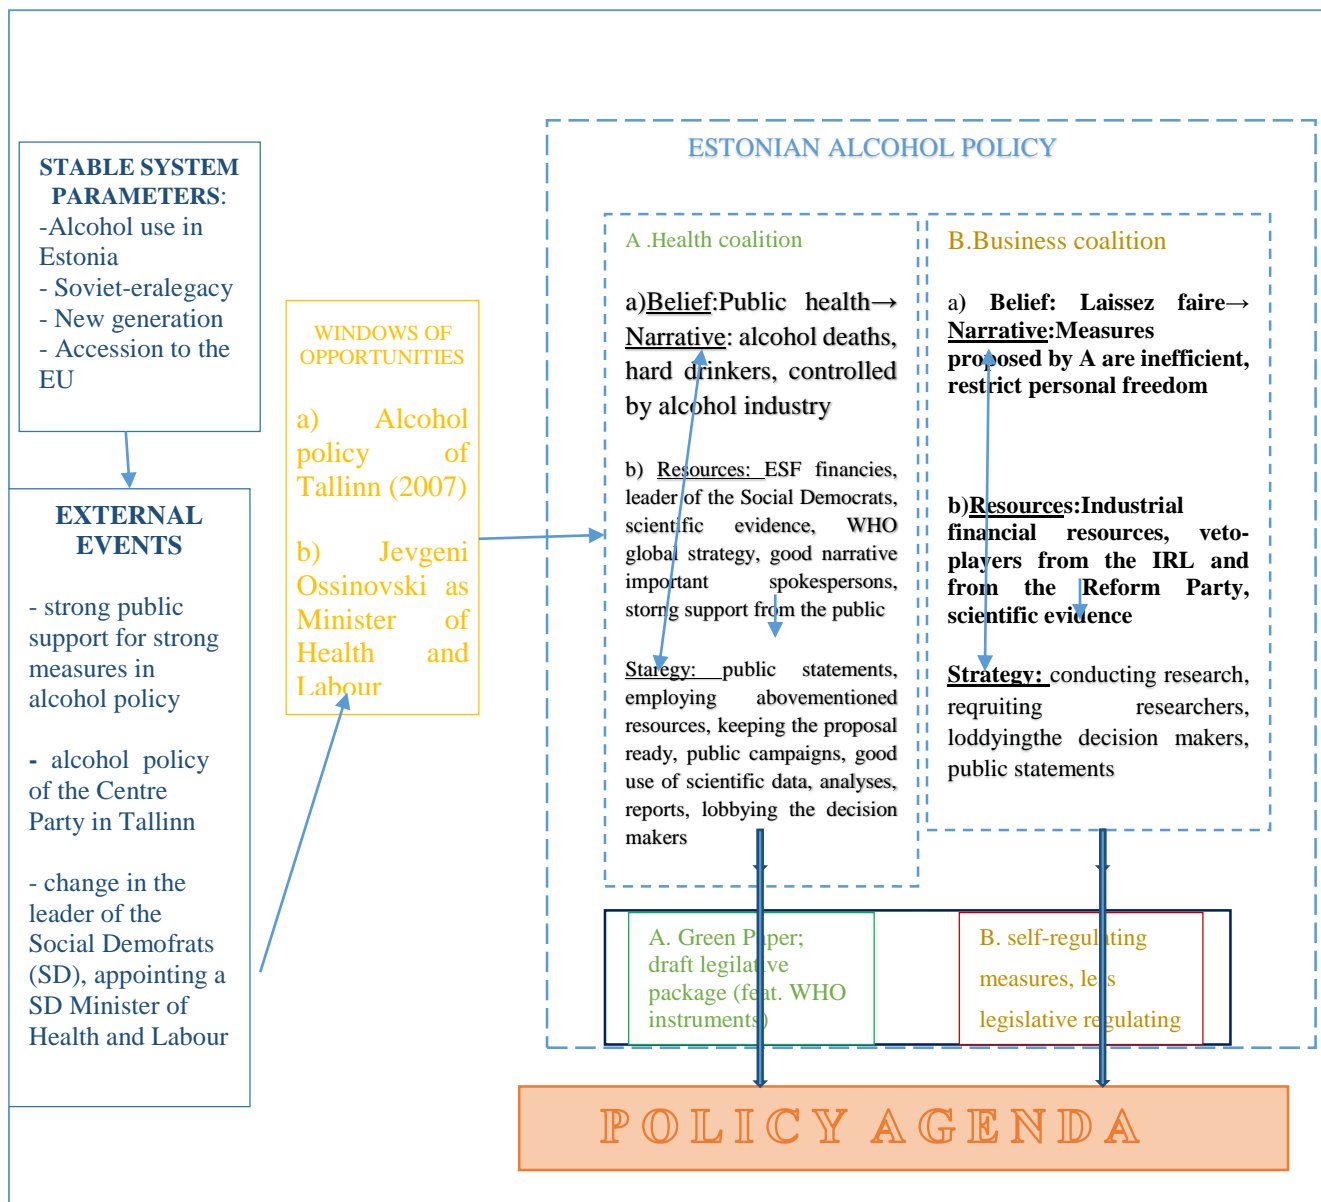 ESTONIAN ALCOHOL POLICY
STABLE SYSTEM
PARAMETERS:
-Alcohol use in
Estonia
- Soviet-eralegacy
- New generation
- Accession to the
EU
EXTERNAL
EVENTS
- strong public
support for strong
measures in
alcohol policy
- alcohol policy
of the Centre
Party in Tallinn
- change in the
leader of the
Social Demofrats
(SD), appointing a
SD Minister of
Health and Labour
WINDOWS OF
OPPORTUNITIES
a) Alcohol
policy of
Tallinn (2007)
b) Jevgeni
Ossinovski as
Minister of
Health and
Labour
A .Health coalition
a)Belief:Public health→
Narrative: alcohol deaths,
hard drinkers, controlled
by alcohol industry
b) Resources: ESF financies,
leader of the Social Democrats,
scientific evidence, WHO
global strategy, good narrative
important spokespersons,
storng support from the public
Staregy: public statements,
employing abovementioned
resources, keeping the proposal
ready, public campaigns, good
use of scientific data, analyses,
reports, lobbying the decision
makers
B.Business coalition
a) Belief: Laissez faire→
Narrative:Measures
proposed by A are inefficient,
restrict personal freedom
b)Resources:Industrial
financial resources, veto-
players from the IRL and
from the Reform Party,
scientific evidence
Strategy: conducting research,
reqruiting researchers,
loddyingthe decision makers,
public statements
A. Green Paper;
draft legilative
package (feat. WHO
instruments)
B. self-regulating
measures, less
legislative regulating
POLICY AGENDA